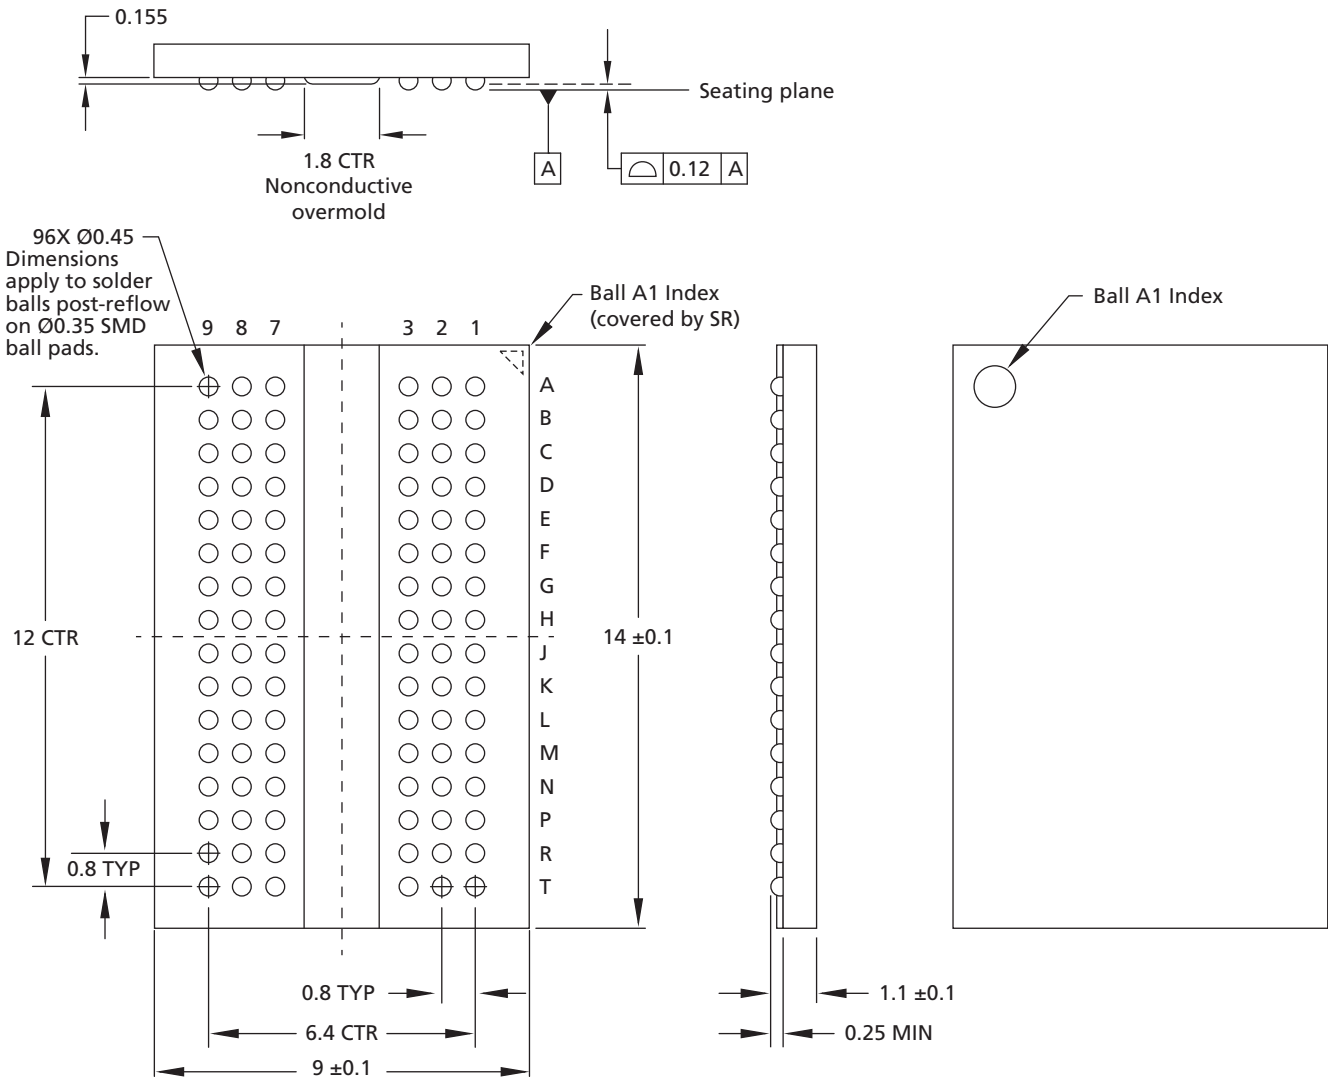 0.155
Seating plane
1.8 CTR
Nonconductive
overmold
A
0.12 A
96X Ø0.45
Dimensions
apply to solder
balls post-reflow
on Ø0.35 SMD
ball pads.
Ball A1 Index
(covered by SR)
Ball A1 Index
9 8 7 3 2 1
A
B
C
D
E
F
G
H
J
K
L
M
N
P
R
T
12 CTR
14 ±0.1
0.8 TYP
0.8 TYP
1.1 ±0.1
6.4 CTR
0.25 MIN
9 ±0.1